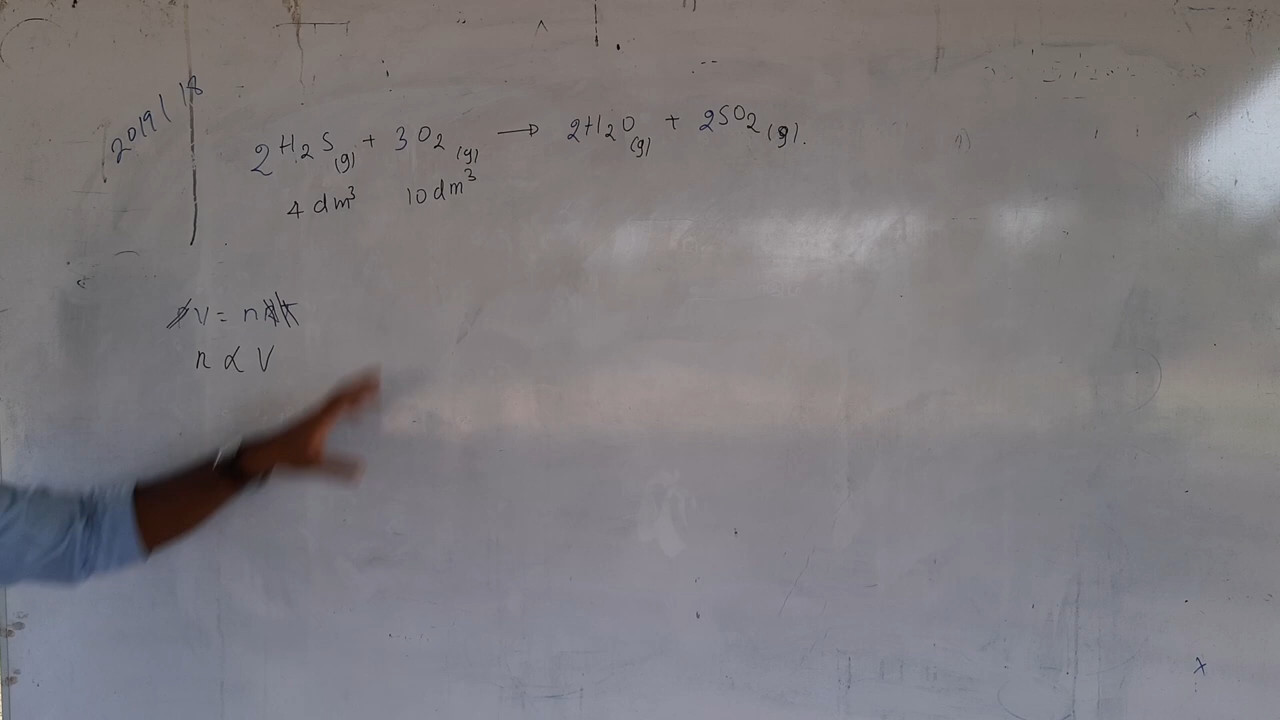 2019/18
2H₂S(g) + 3O₂(g) → 2H₂O(g) + 2SO₂(g).
4 dm³ 10 dm³
PV = nRT
n ∝ V
x